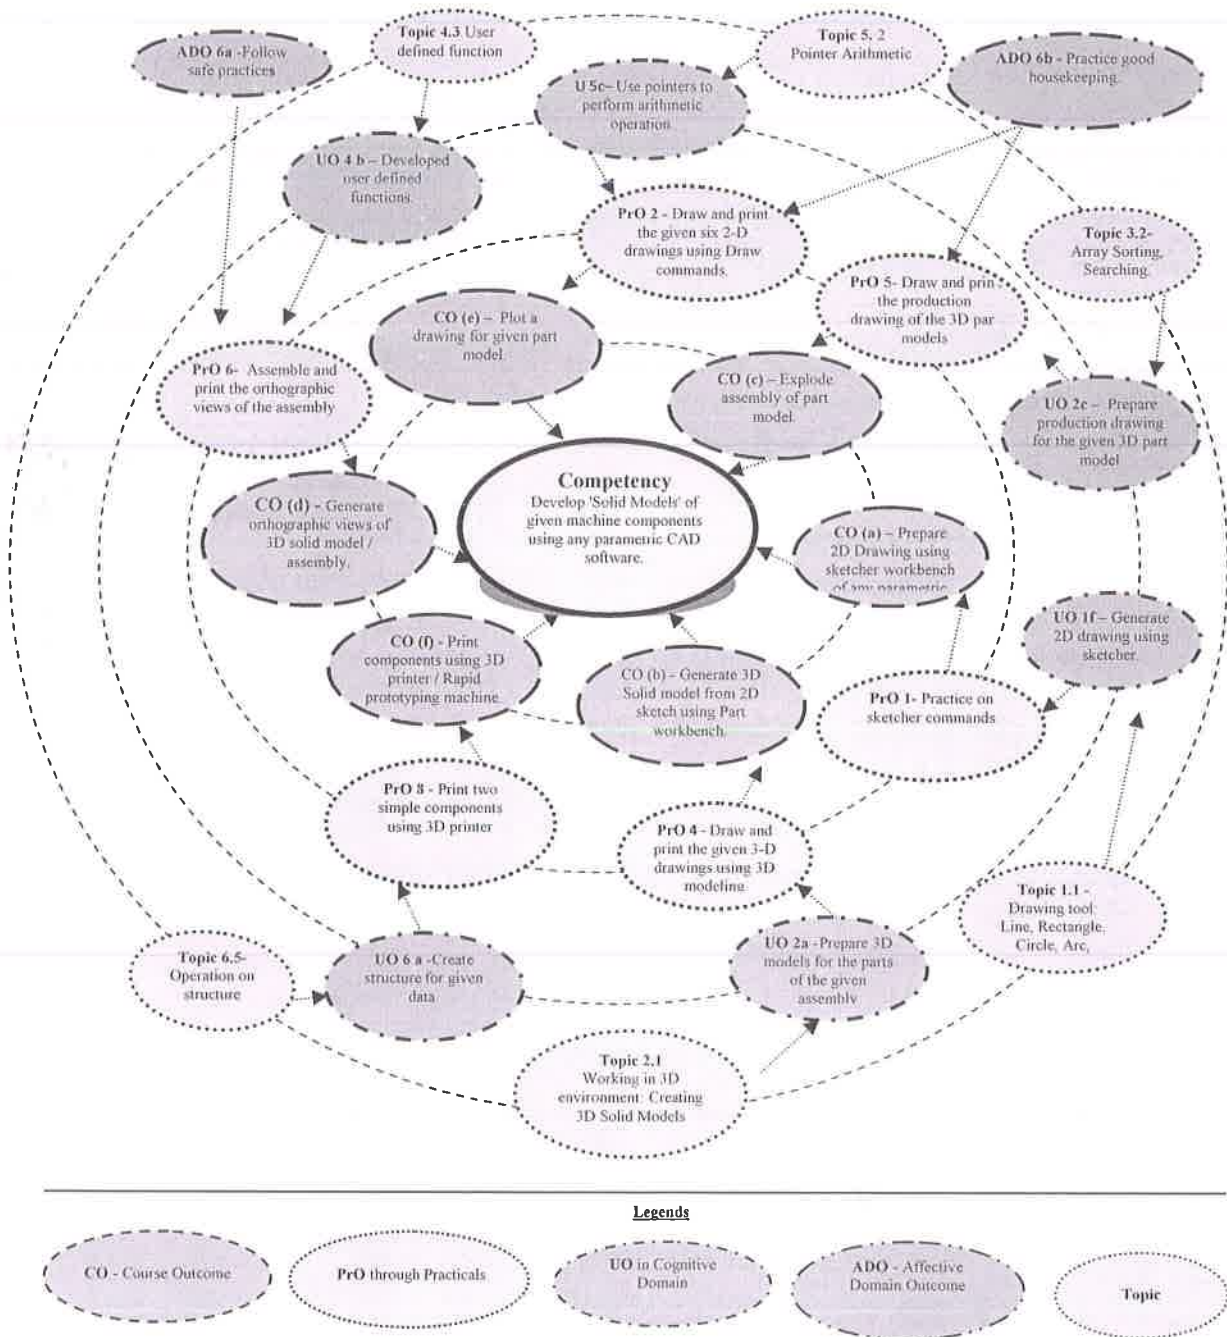 ADO 6a -Follow
safe practices
Topic 4.3 User
defined function
Topic 5. 2
Pointer Arithmetic
ADO 6b - Practice good
housekeeping.
U 5c– Use pointers to
perform arithmetic
operation.
UO 4 b – Developed
user defined
functions.
PrO 2 - Draw and print
the given six 2-D
drawings using Draw
commands.
Topic 3.2-
Array Sorting,
Searching.
PrO 5- Draw and prin
the production
drawing of the 3D par
models
CO (e) – Plot a
drawing for given part
model.
PrO 6- Assemble and
print the orthographic
views of the assembly
CO (c) – Explode
assembly of part
model.
UO 2c – Prepare
production drawing
for the given 3D part
model
Competency
Develop 'Solid Models' of
given machine components
using any parametric CAD
software.
CO (d) - Generate
orthographic views of
3D solid model /
assembly.
CO (a) – Prepare
2D Drawing using
sketcher workbench
of any parametric
UO 1f – Generate
2D drawing using
sketcher.
CO (f) - Print
components using 3D
printer / Rapid
prototyping machine.
CO (b) – Generate 3D
Solid model from 2D
sketch using Part
workbench.
PrO 1- Practice on
sketcher commands
PrO 8 - Print two
simple components
using 3D printer
PrO 4 - Draw and
print the given 3-D
drawings using 3D
modeling
Topic 1.1 -
Drawing tool:
Line, Rectangle,
Circle, Arc,
Topic 6.5-
Operation on
structure
UO 6 a -Create
structure for given
data
UO 2a -Prepare 3D
models for the parts
of the given
assembly
Topic 2.1
Working in 3D
environment: Creating
3D Solid Models
Legends
CO - Course Outcome
PrO through Practicals
UO in Cognitive
Domain
ADO - Affective
Domain Outcome
Topic